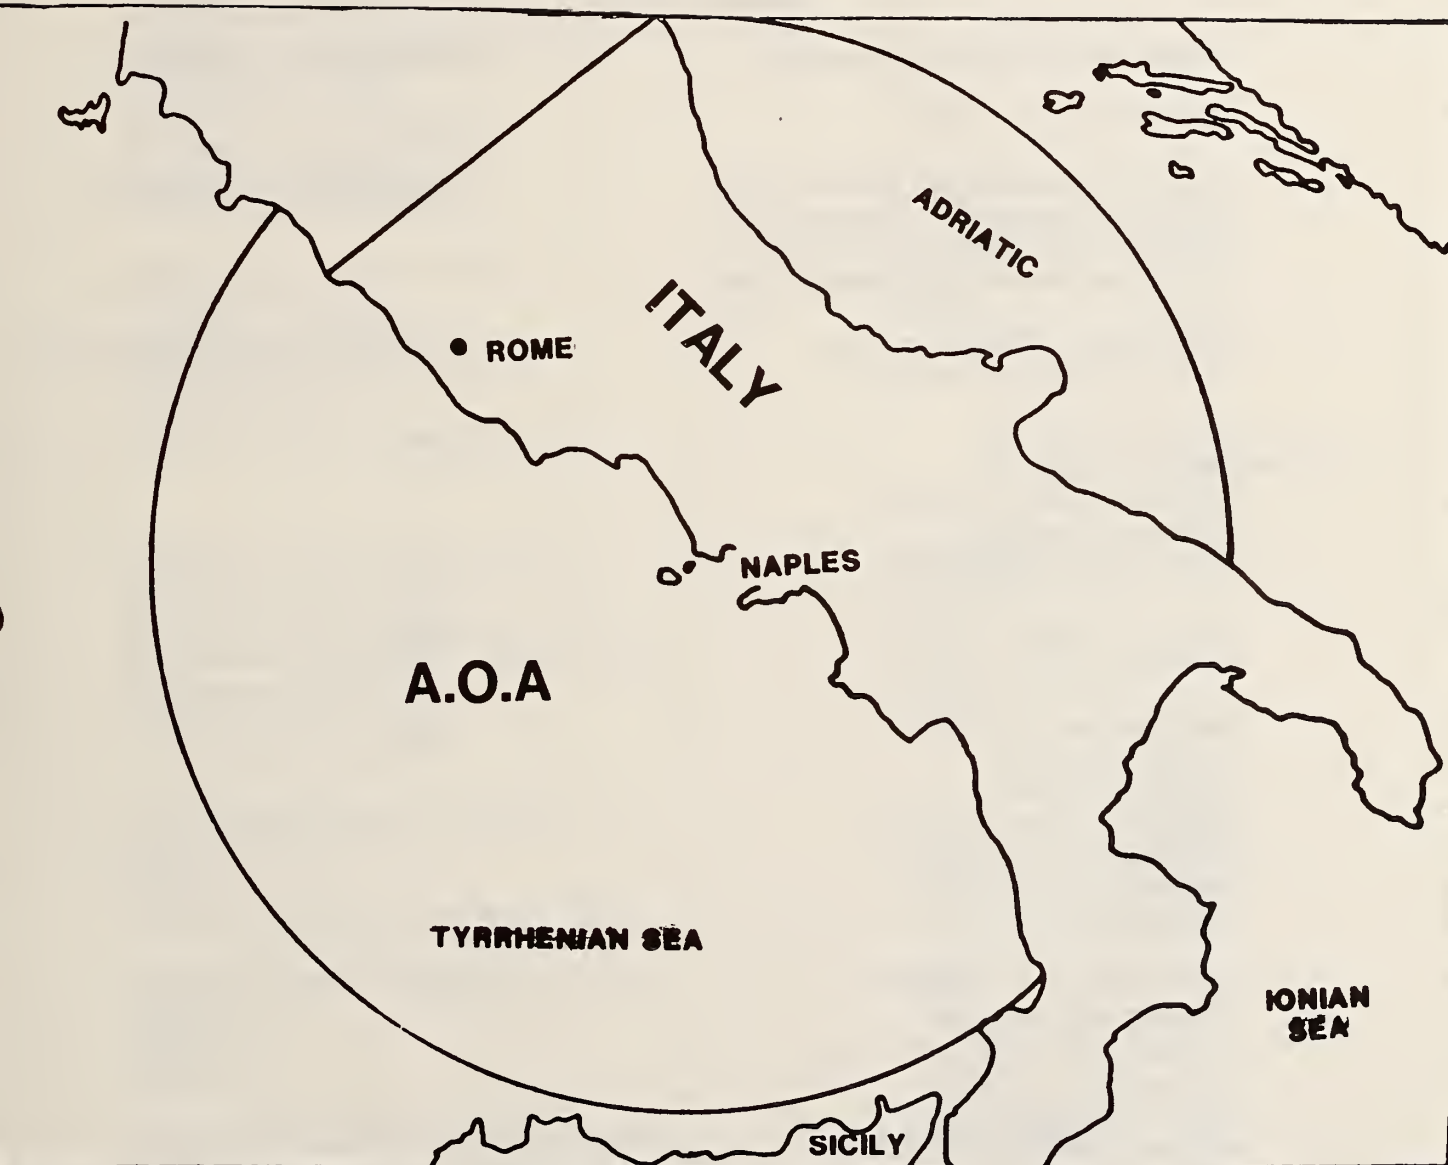 ADRIATIC
ITALY
ROME
NAPLES
A.O.A
TYRRHENIAN SEA
IONIAN
SEA
SICILY